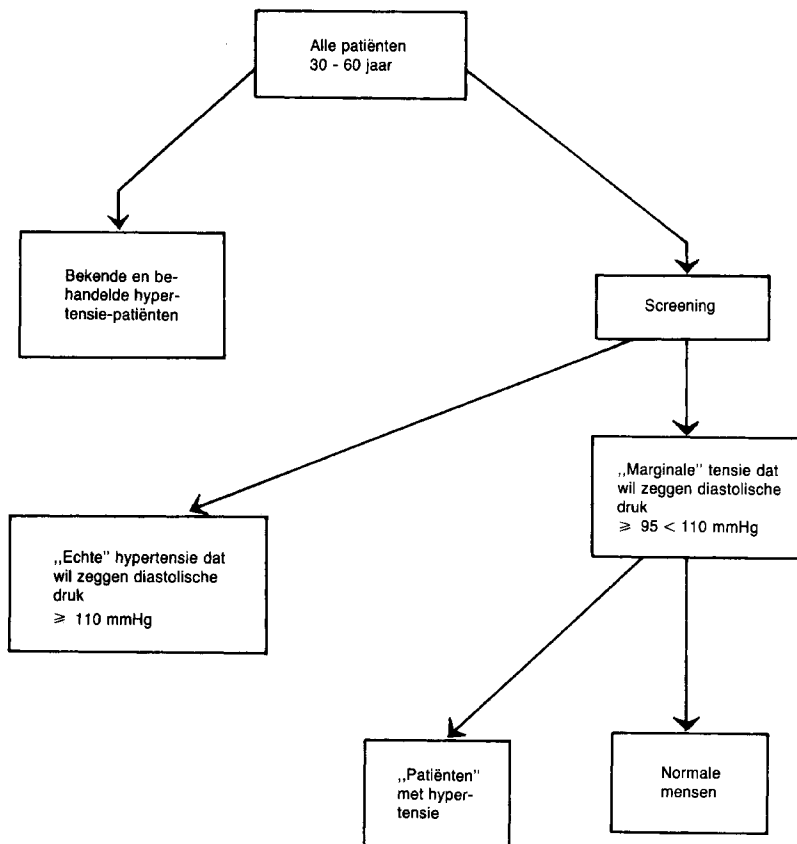 Alle patiënten
30 - 60 jaar
Bekende en be-
handelde hyper-
tensie-patiënten
Screening
,,Marginale" tensie dat
wil zeggen diastolische
druk
⩾ 95 < 110 mmHg
,,Echte" hypertensie dat
wil zeggen diastolische
druk
⩾ 110 mmHg
,,Patiënten"
met hyper-
tensie
Normale
mensen